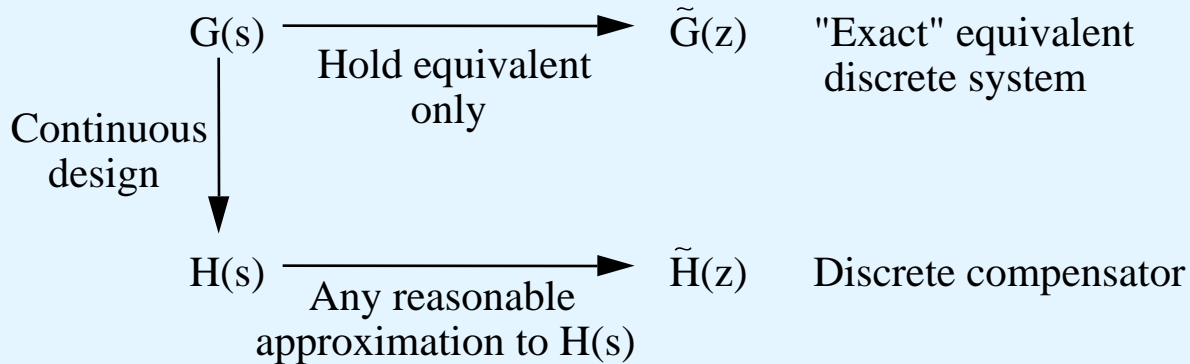 G(s)
Hold equivalent
only
G̃(z)
"Exact" equivalent
discrete system
Continuous
design
H(s)
Any reasonable
approximation to H(s)
H̃(z)
Discrete compensator